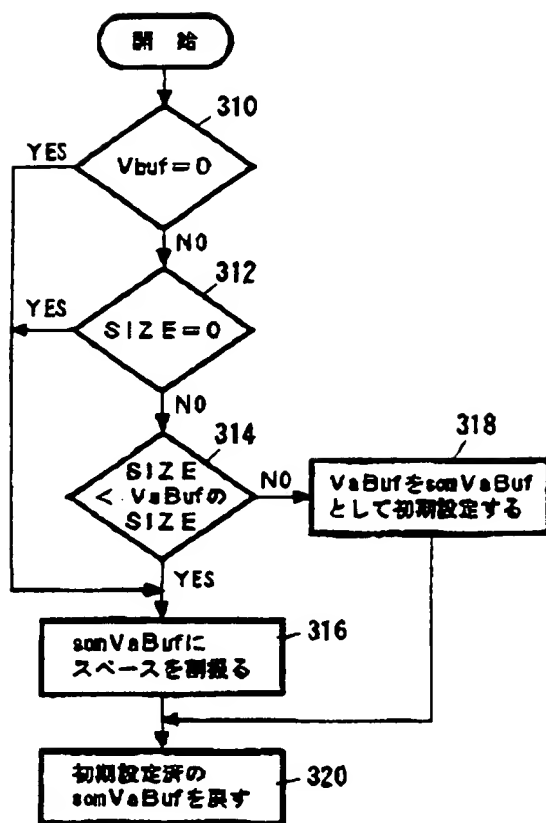 開始
310
YES
Vbuf=0
NO
312
YES
SIZE=0
NO
314
SIZE
< VaBufの
SIZE
NO
318
VaBufをsomVaBuf
として初期設定する
YES
316
somVaBufに
スペースを割振る
初期設定済の
somVaBufを戻す
320